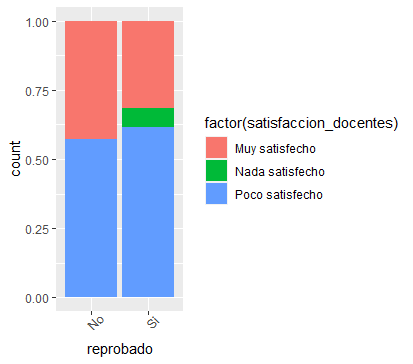 1.00
0.75
0.50
0.25
0.00
count
No
Si
reprobado
factor(satisfaccion_docentes)
Muy satisfecho
Nada satisfecho
Poco satisfecho